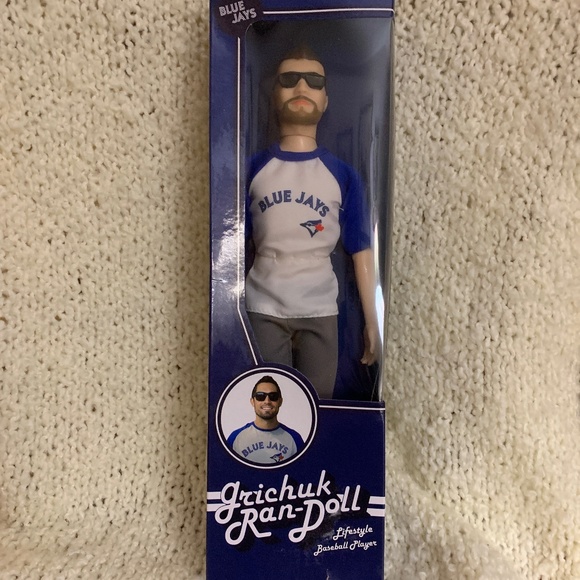 BLUE
JAYS
BLUE JAYS
BLUE JAYS
Grichuk
Ran-Doll
Lifestyle
Baseball Player